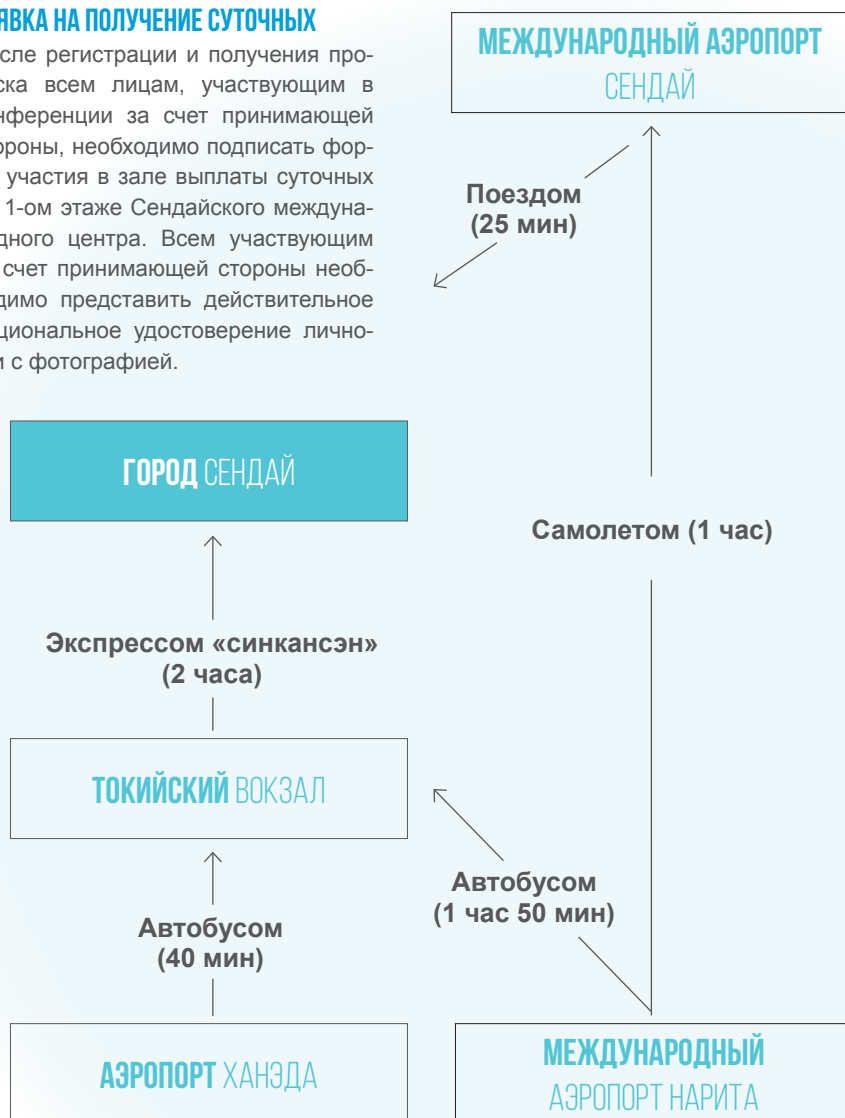 ЯВКА НА ПОЛУЧЕНИЕ СУТОЧНЫХ
сле регистрации и получения про-
ска всем лицам, участвующим в
нференции за счет принимающей
ороны, необходимо подписать фор-
участия в зале выплаты суточных
1-ом этаже Сендайского междуна-
дного центра. Всем участвующим
счет принимающей стороны необ-
димо представить действительное
циональное удостоверение лично-
и с фотографией.
МЕЖДУНАРОДНЫЙ АЭРОПОРТ
СЕНДАЙ
Поездом
(25 мин)
ГОРОД СЕНДАЙ
Самолетом (1 час)
Экспрессом «синкансэн»
(2 часа)
ТОКИЙСКИЙ ВОКЗАЛ
Автобусом
(1 час 50 мин)
Автобусом
(40 мин)
АЭРОПОРТ ХАНЭДА
МЕЖДУНАРОДНЫЙ
АЭРОПОРТ НАРИТА